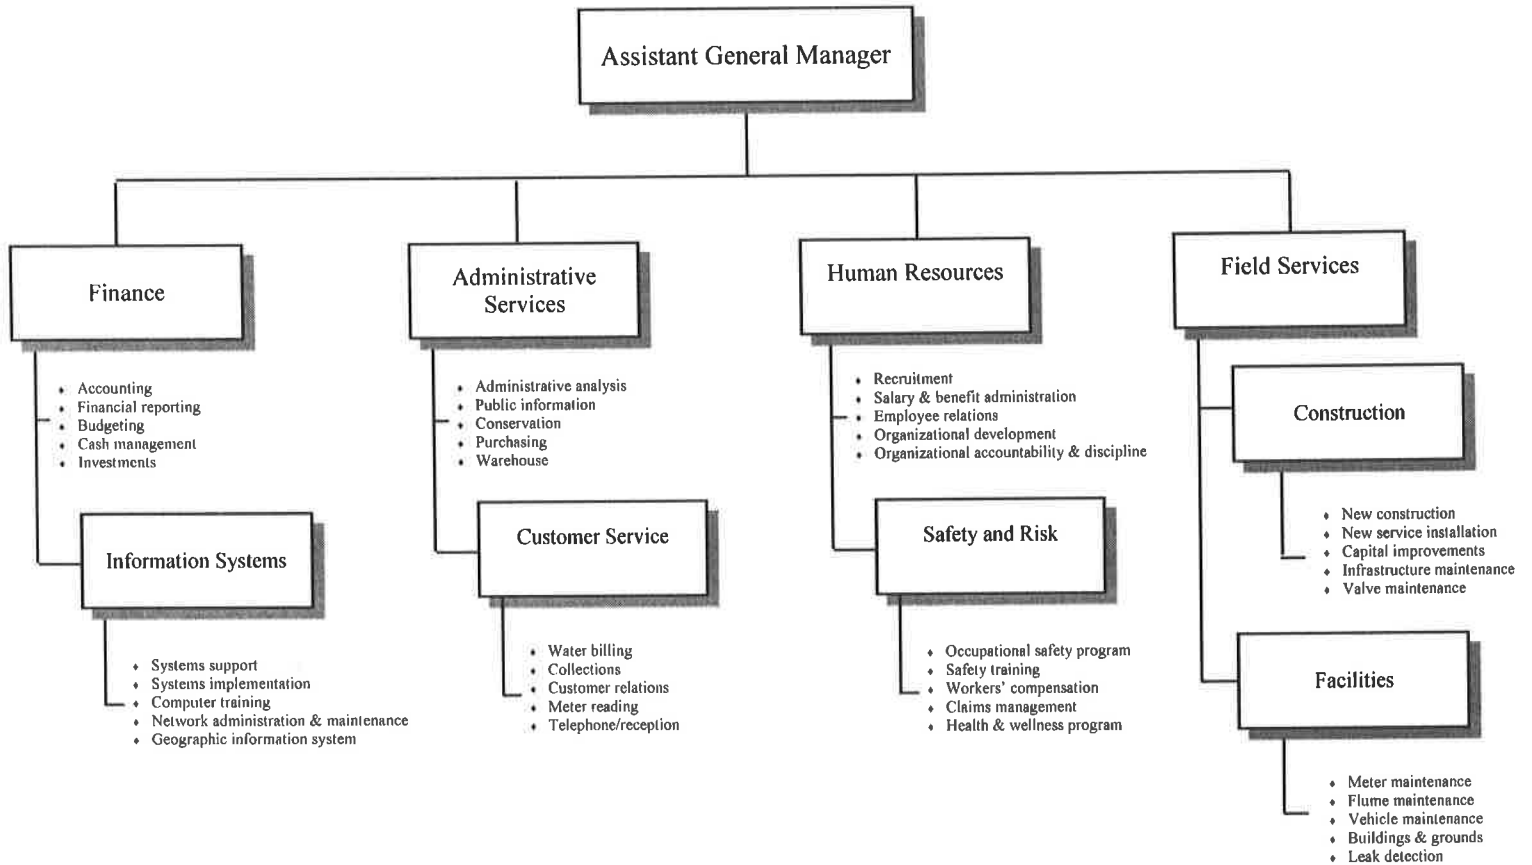 Assistant General Manager
Finance
Accounting
Financial reporting
Budgeting
Cash management
Investments
Information Systems
Systems support
Systems implementation
Computer training
Network administration & maintenance
Geographic information system
Administrative
Services
Administrative analysis
Public information
Conservation
Purchasing
Warehouse
Customer Service
Water billing
Collections
Customer relations
Meter reading
Telephone/reception
Human Resources
Recruitment
Salary & benefit administration
Employee relations
Organizational development
Organizational accountability & discipline
Safety and Risk
Occupational safety program
Safety training
Workers' compensation
Claims management
Health & wellness program
Field Services
Construction
New construction
New service installation
Capital improvements
Infrastructure maintenance
Valve maintenance
Facilities
Meter maintenance
Flume maintenance
Vehicle maintenance
Buildings & grounds
Leak detection